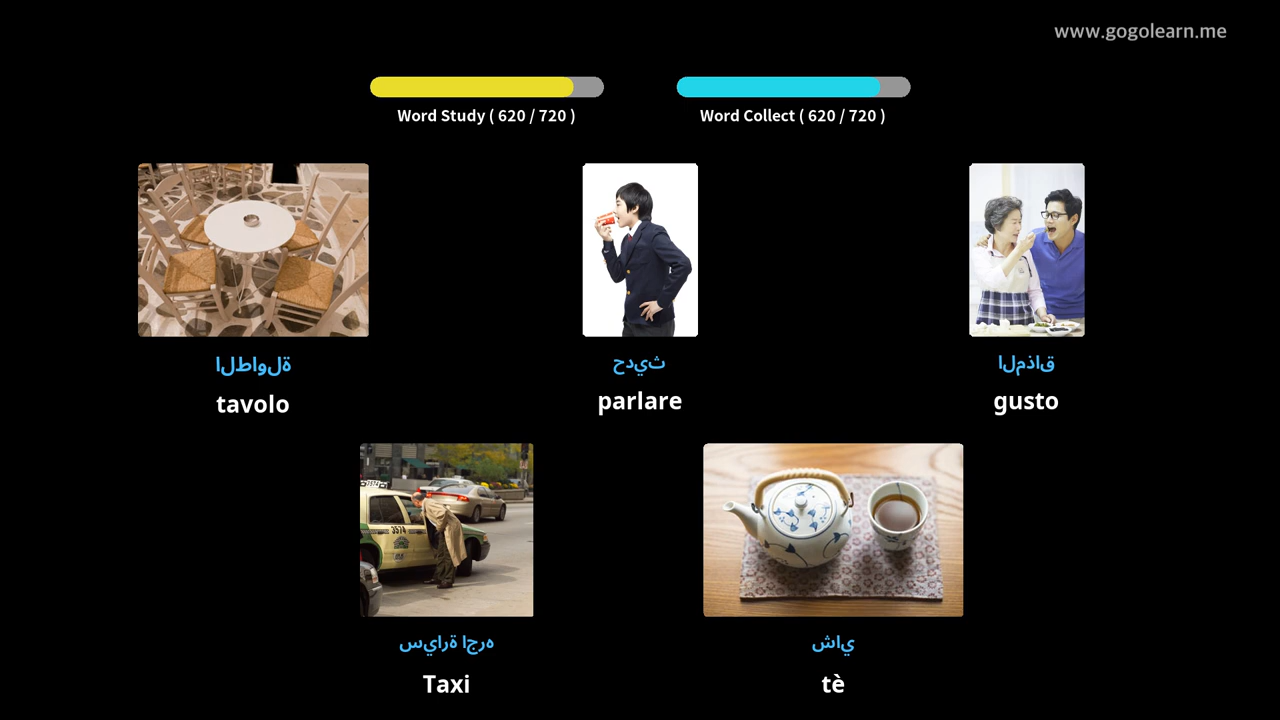 www.gogolearn.me
Word Study ( 620 / 720 )
Word Collect ( 620 / 720 )
الطاولة
tavolo
حديث
parlare
المذاق
gusto
سيارة اجره
Taxi
شاي
tè
3574